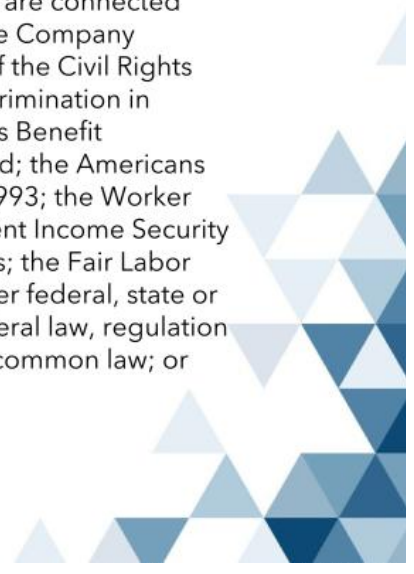 are connected
e Company
f the Civil Rights
rimination in
s Benefit
d; the Americans
993; the Worker
nt Income Security
s; the Fair Labor
er federal, state or
eral law, regulation
common law; or